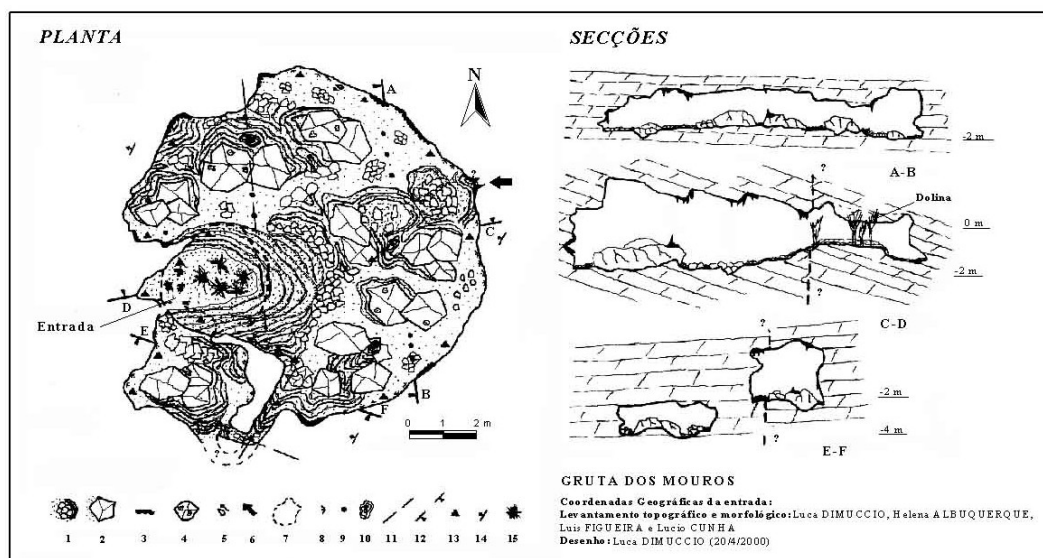 PLANTA
N
A
C
D
Entrada
E
B
F
0 1 2 m
?
?
1 2 3 4 5 6 7 8 9 10 11 12 13 14 15
SECÇÕES
-2 m
A-B
?
Dolina
0 m
-2 m
?
C-D
?
-2 m
-4 m
?
E-F
GRUTA DOS MOUROS
Coordenadas Geográficas da entrada:
Levantamento topográfico e morfológico: Luca DIMUCCIO, Helena ALBUQUERQUE,
Luis FIGUEIRA e Lucio CUNHA
Desenho: Luca DIMUCCIO (20/4/2000)